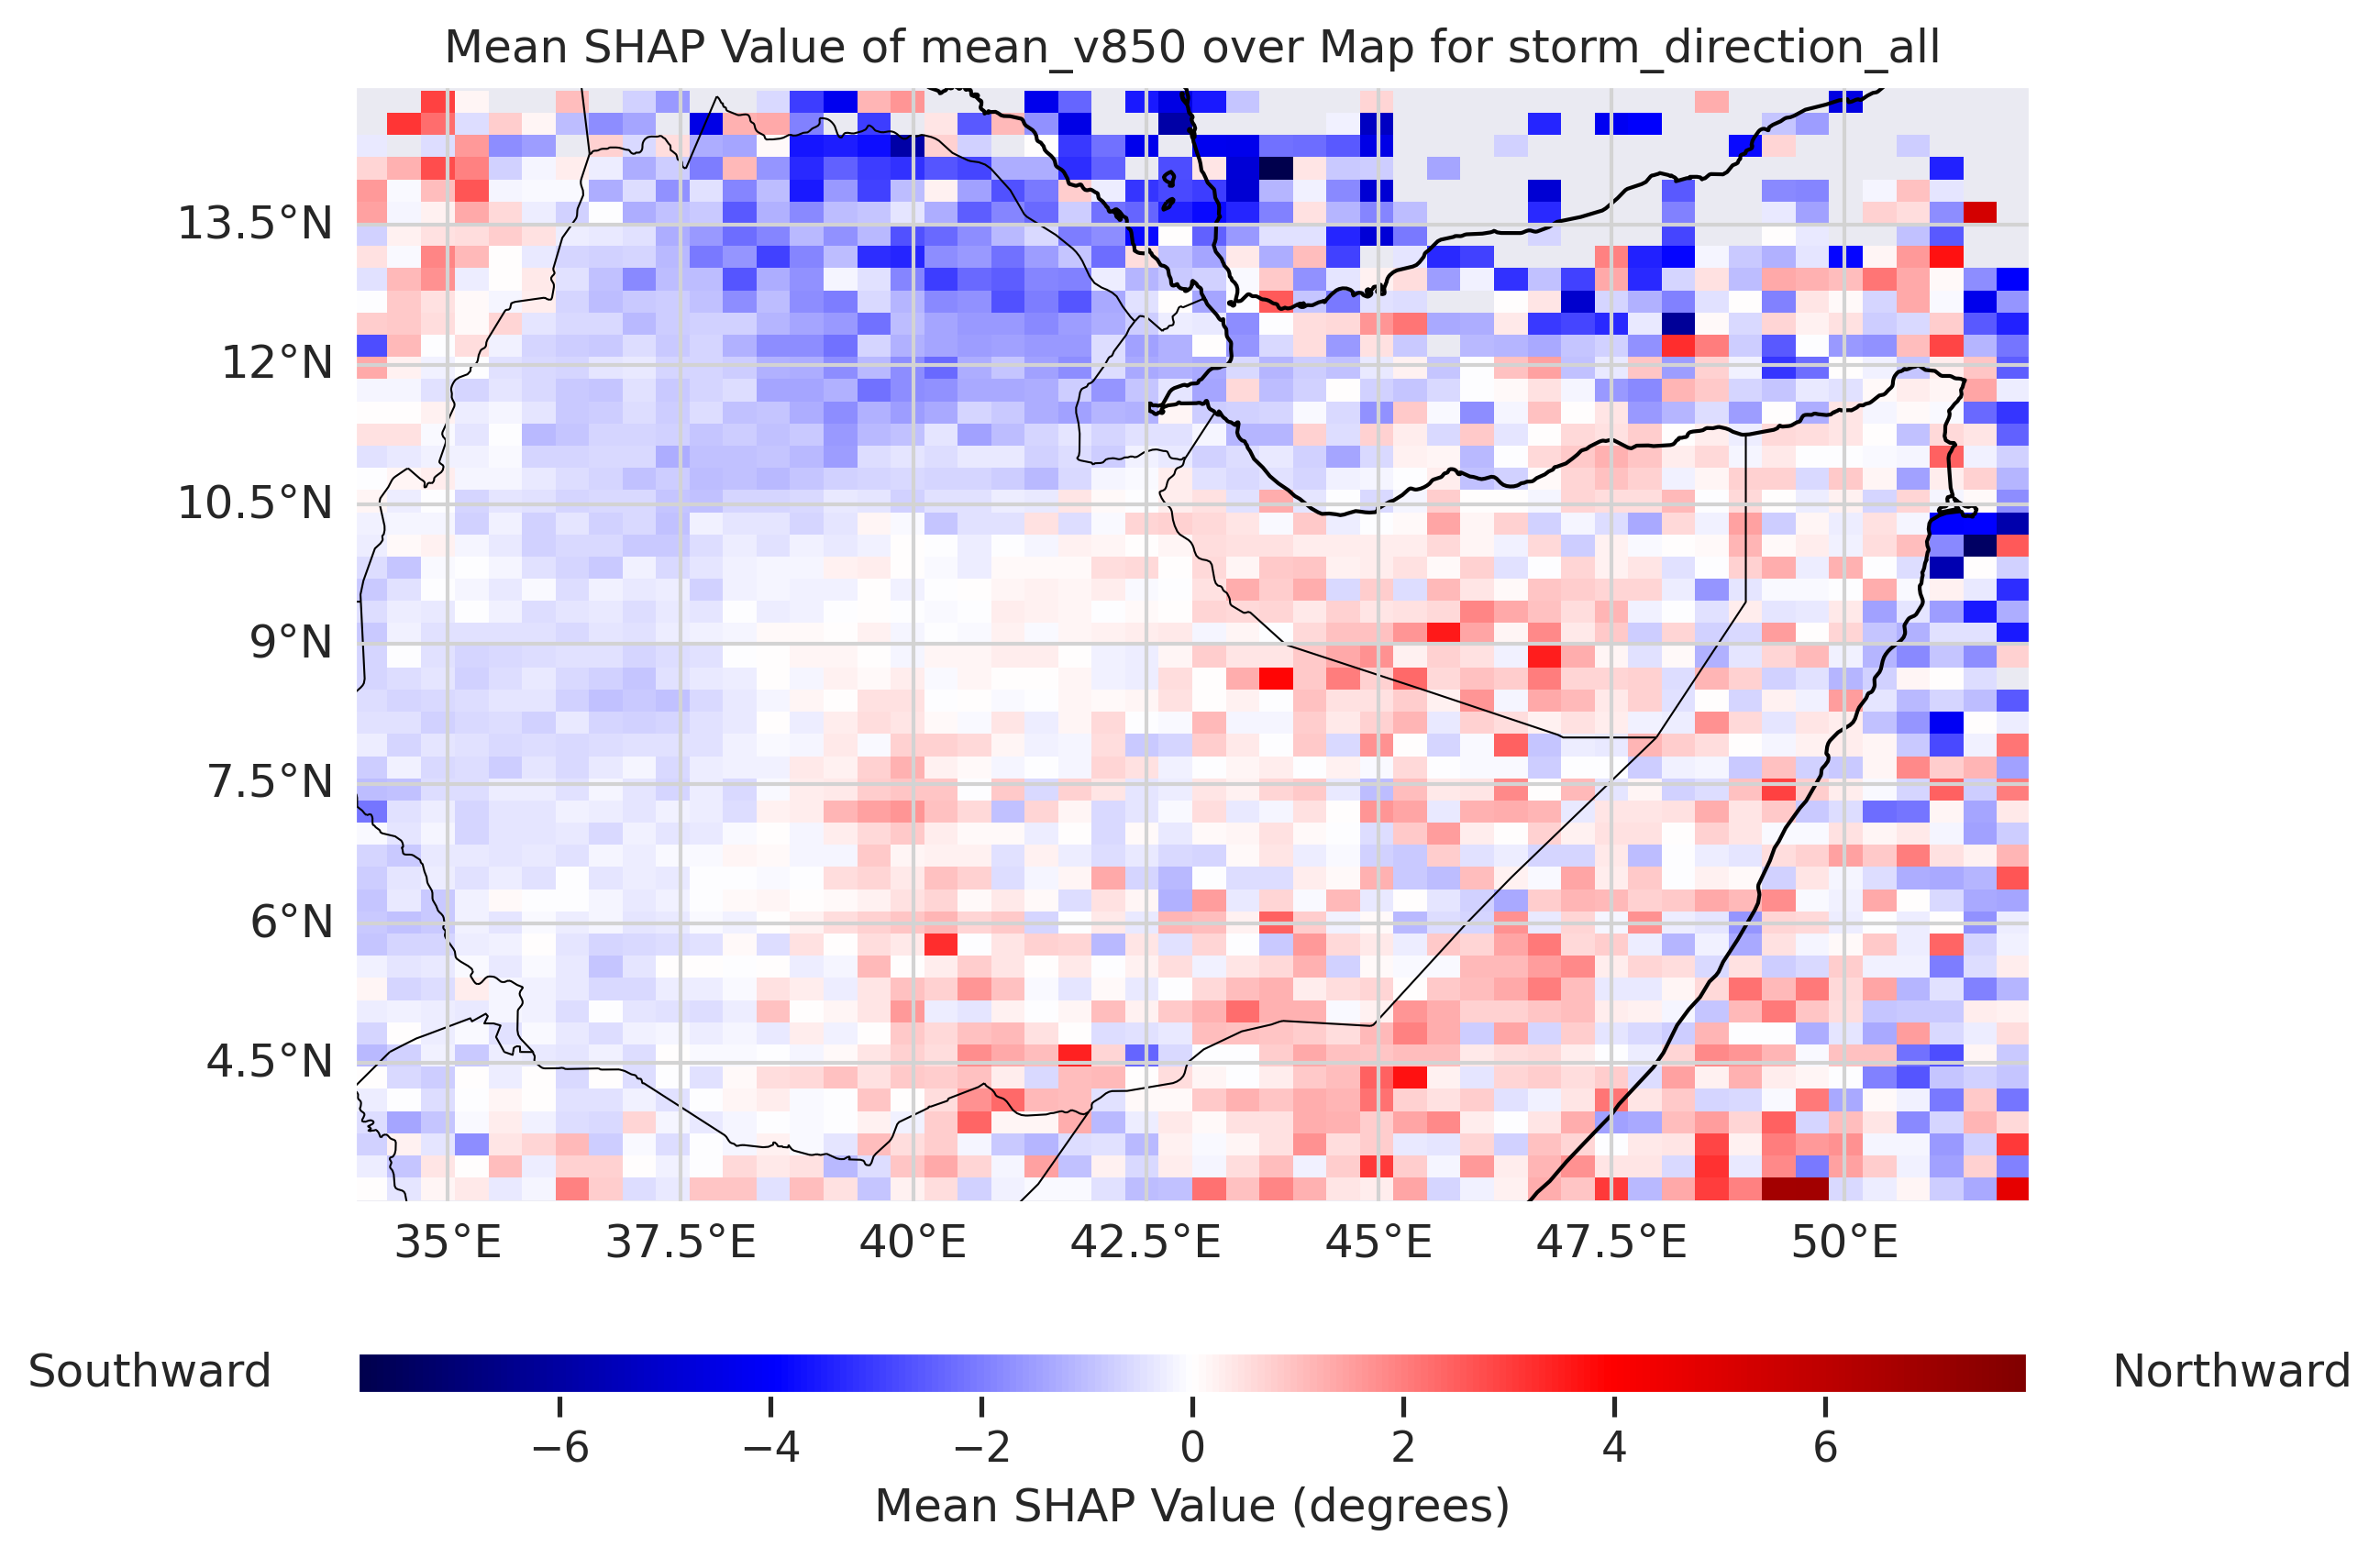 Mean SHAP Value of mean_v850 over Map for storm_direction_all
13.5°N
12°N
10.5°N
9°N
7.5°N
6°N
4.5°N
35°E 37.5°E 40°E 42.5°E 45°E 47.5°E 50°E
Southward Northward
−6 −4 −2 0 2 4 6
Mean SHAP Value (degrees)